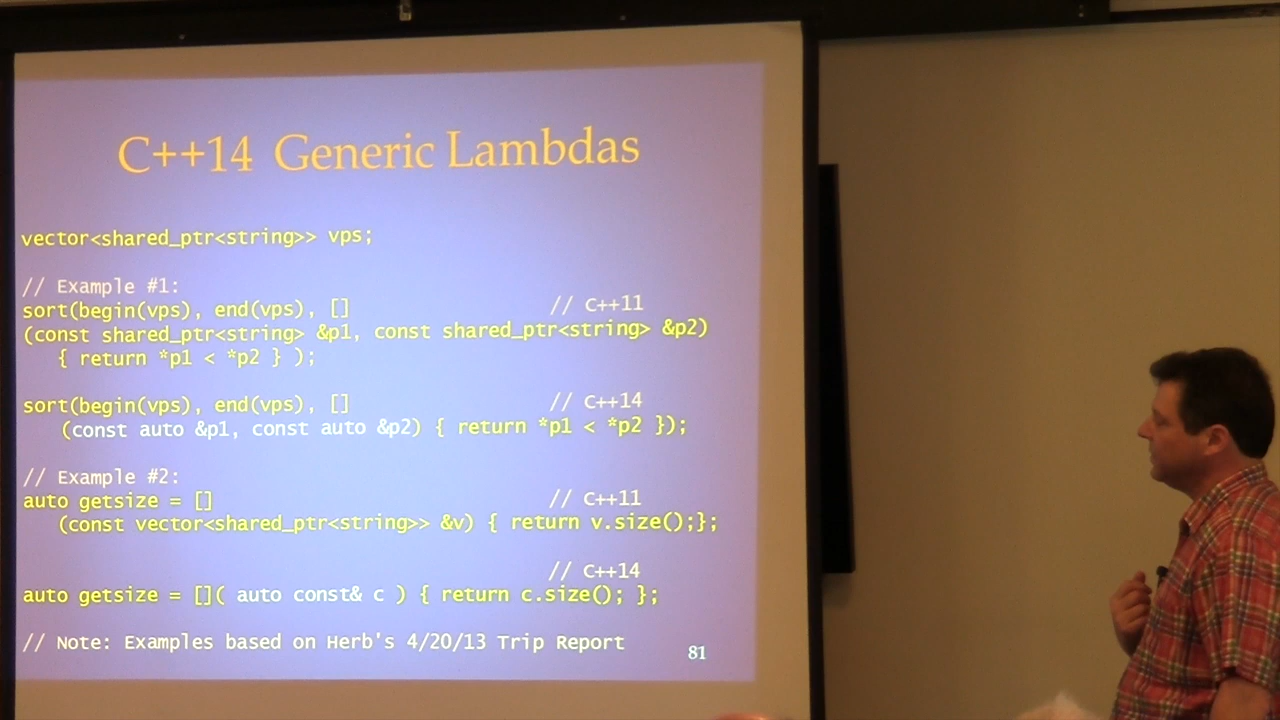 C++14 Generic Lambdas
vector<shared_ptr<string>> vps;
// Example #1:
sort(begin(vps), end(vps), [] // C++11
(const shared_ptr<string> &p1, const shared_ptr<string> &p2)
{ return *p1 < *p2 } );
sort(begin(vps), end(vps), [] // C++14
(const auto &p1, const auto &p2) { return *p1 < *p2 });
// Example #2:
auto getsize = [] // C++11
(const vector<shared_ptr<string>> &v) { return v.size();};
// C++14
auto getsize = []( auto const& c ) { return c.size(); };
// Note: Examples based on Herb's 4/20/13 Trip Report
81